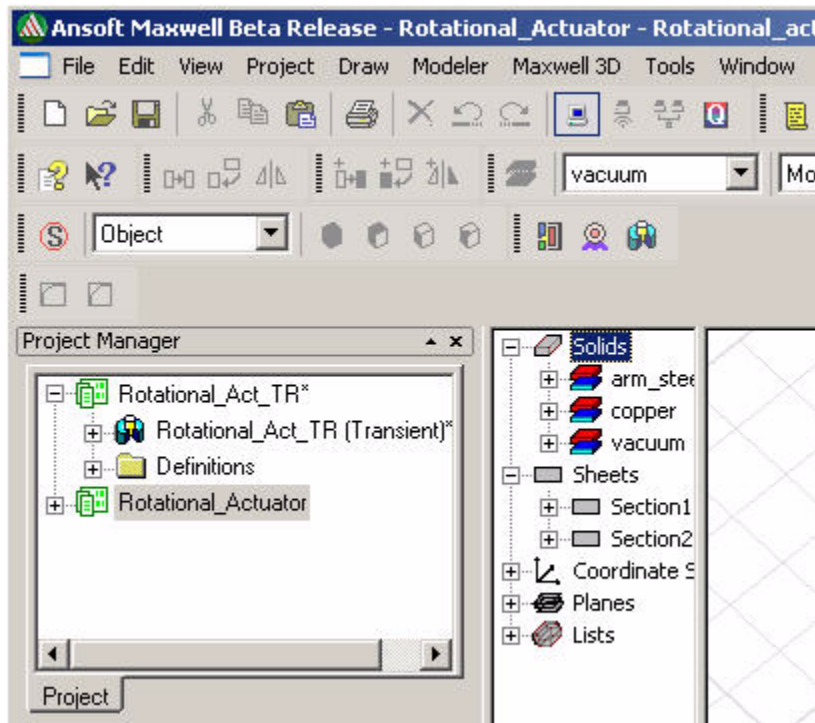 Ansoft Maxwell Beta Release - Rotational_Actuator - Rotational_act
File Edit View Project Draw Modeler Maxwell 3D Tools Window
vacuum Mo
Object
Project Manager
Rotational_Act_TR*
Rotational_Act_TR (Transient)*
Definitions
Rotational_Actuator
Project
Solids
arm_stee
copper
vacuum
Sheets
Section1
Section2
Coordinate S
Planes
Lists